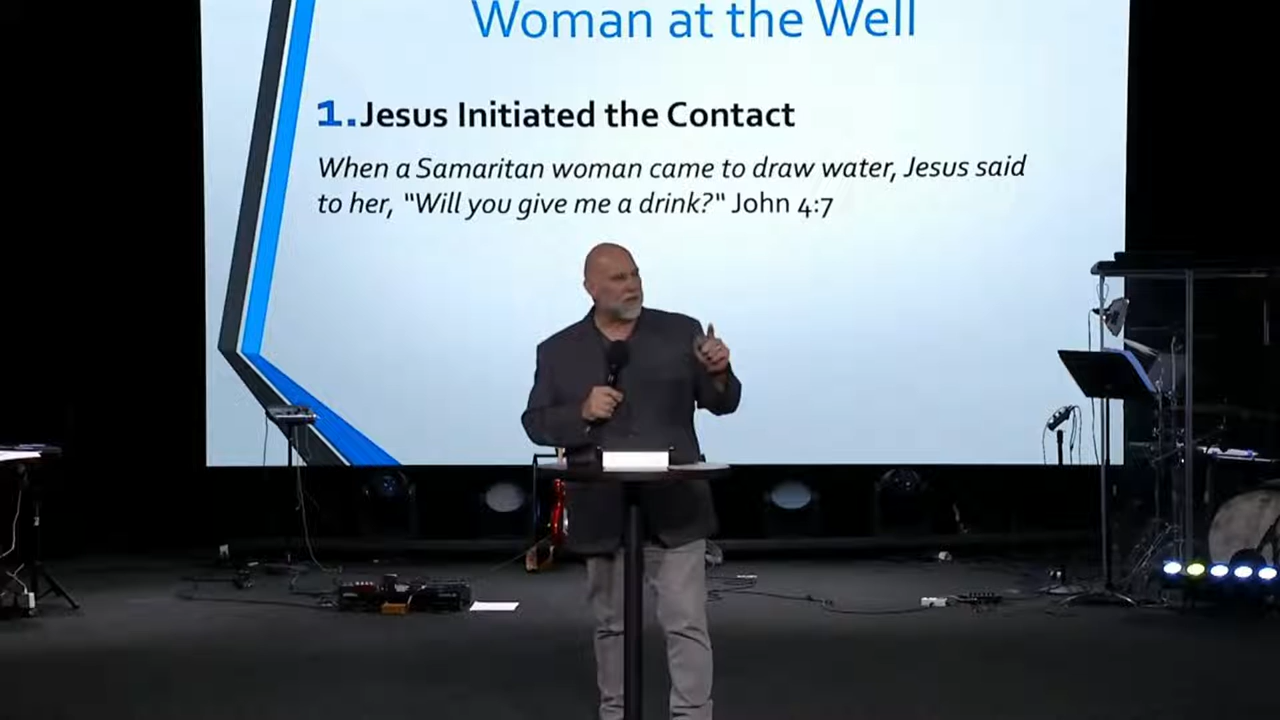 Woman at the Well
1. Jesus Initiated the Contact
When a Samaritan woman came to draw water, Jesus said
to her, "Will you give me a drink?" John 4:7